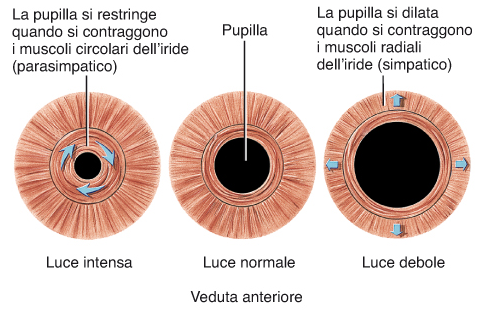 La pupilla si restringe
quando si contraggono
i muscoli circolari dell'iride
(parasimpatico)
Pupilla
La pupilla si dilata
quando si contraggono
i muscoli radiali
dell'iride (simpatico)
Luce intensa
Luce normale
Luce debole
Veduta anteriore